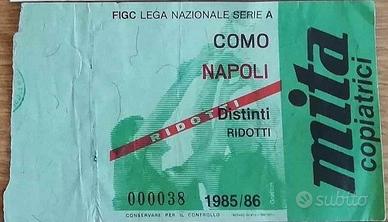 FIGC LEGA NAZIONALE SERIE A
COMO
NAPOLI
RIDOTTI
Distinti
RIDOTTI
000038 1985/86
CONSERVARE PER IL CONTROLLO
mita
copiatrici
subito